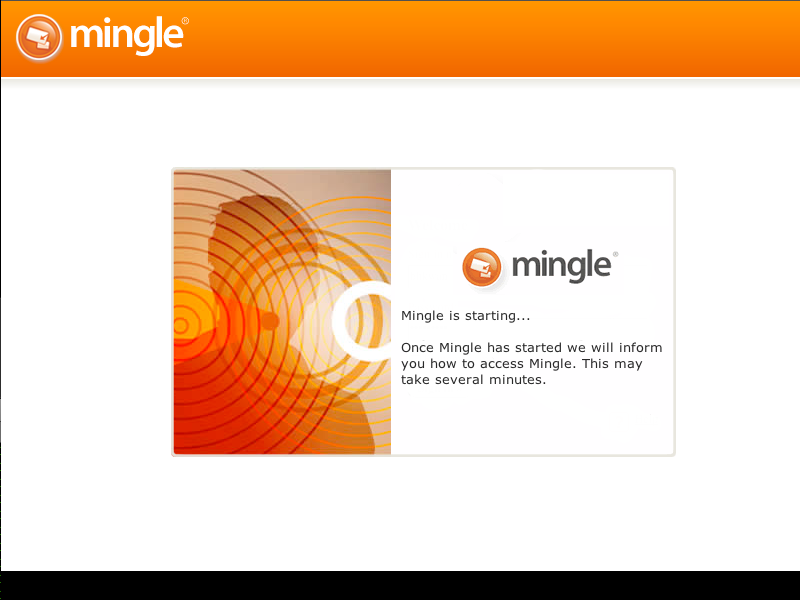 mingle®
mingle®
Mingle is starting...
Once Mingle has started we will inform
you how to access Mingle. This may
take several minutes.